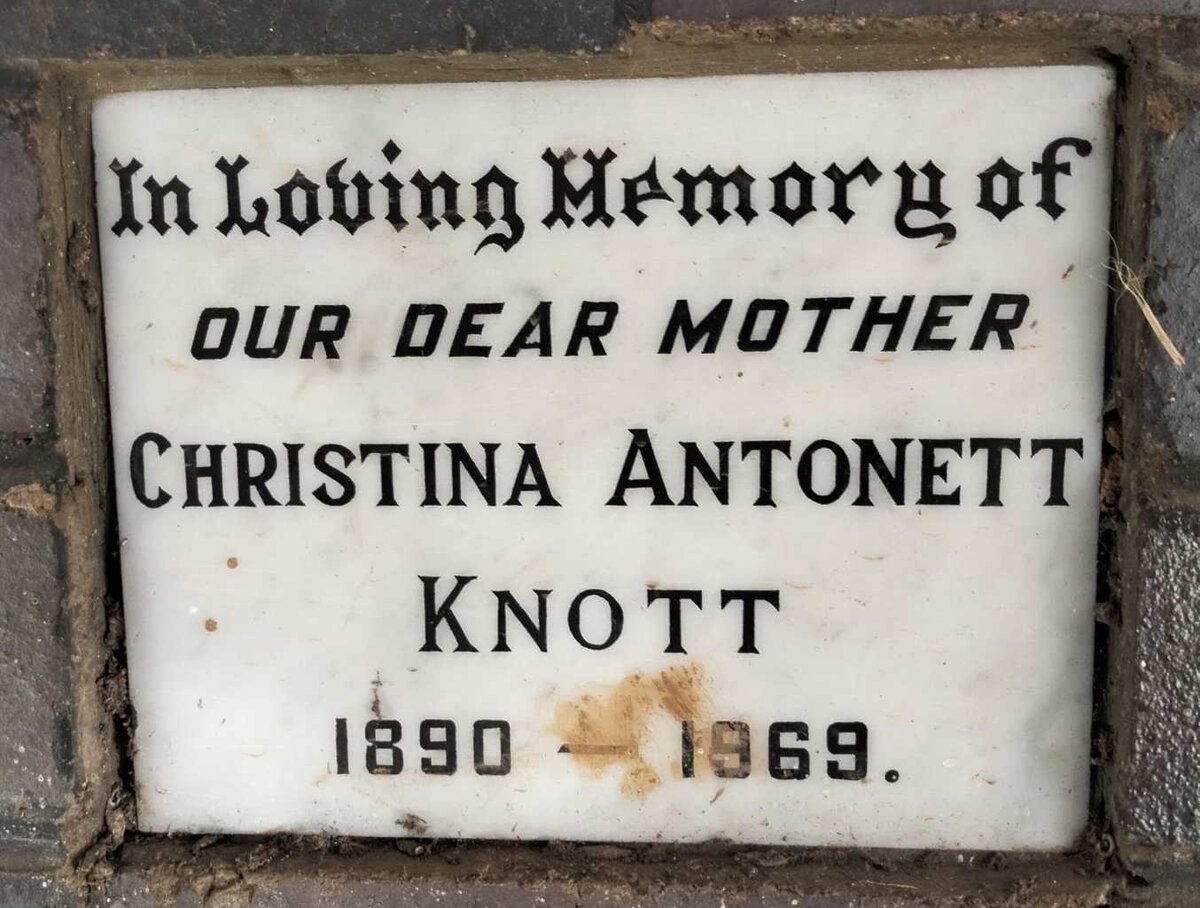 In Loving Memory of
OUR DEAR MOTHER
CHRISTINA ANTONETT
KNOTT
1890 — 1969.